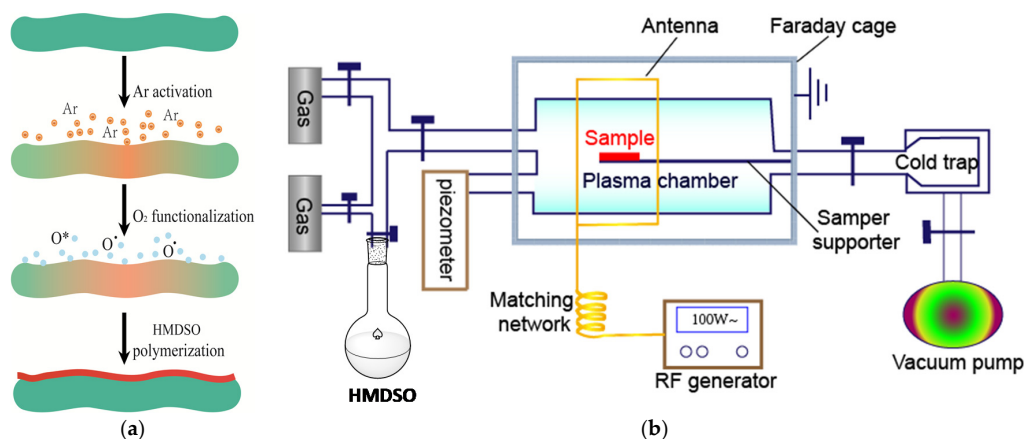 Ar activation
Ar
Ar
Ar
O₂ functionalization
O*
O•
O•
HMDSO
polymerization
(a)
Antenna
Faraday cage
Gas
Gas
piezometer
HMDSO
Sample
Plasma chamber
Samper
supporter
Cold trap
Matching
network
100W~
RF generator
Vacuum pump
(b)